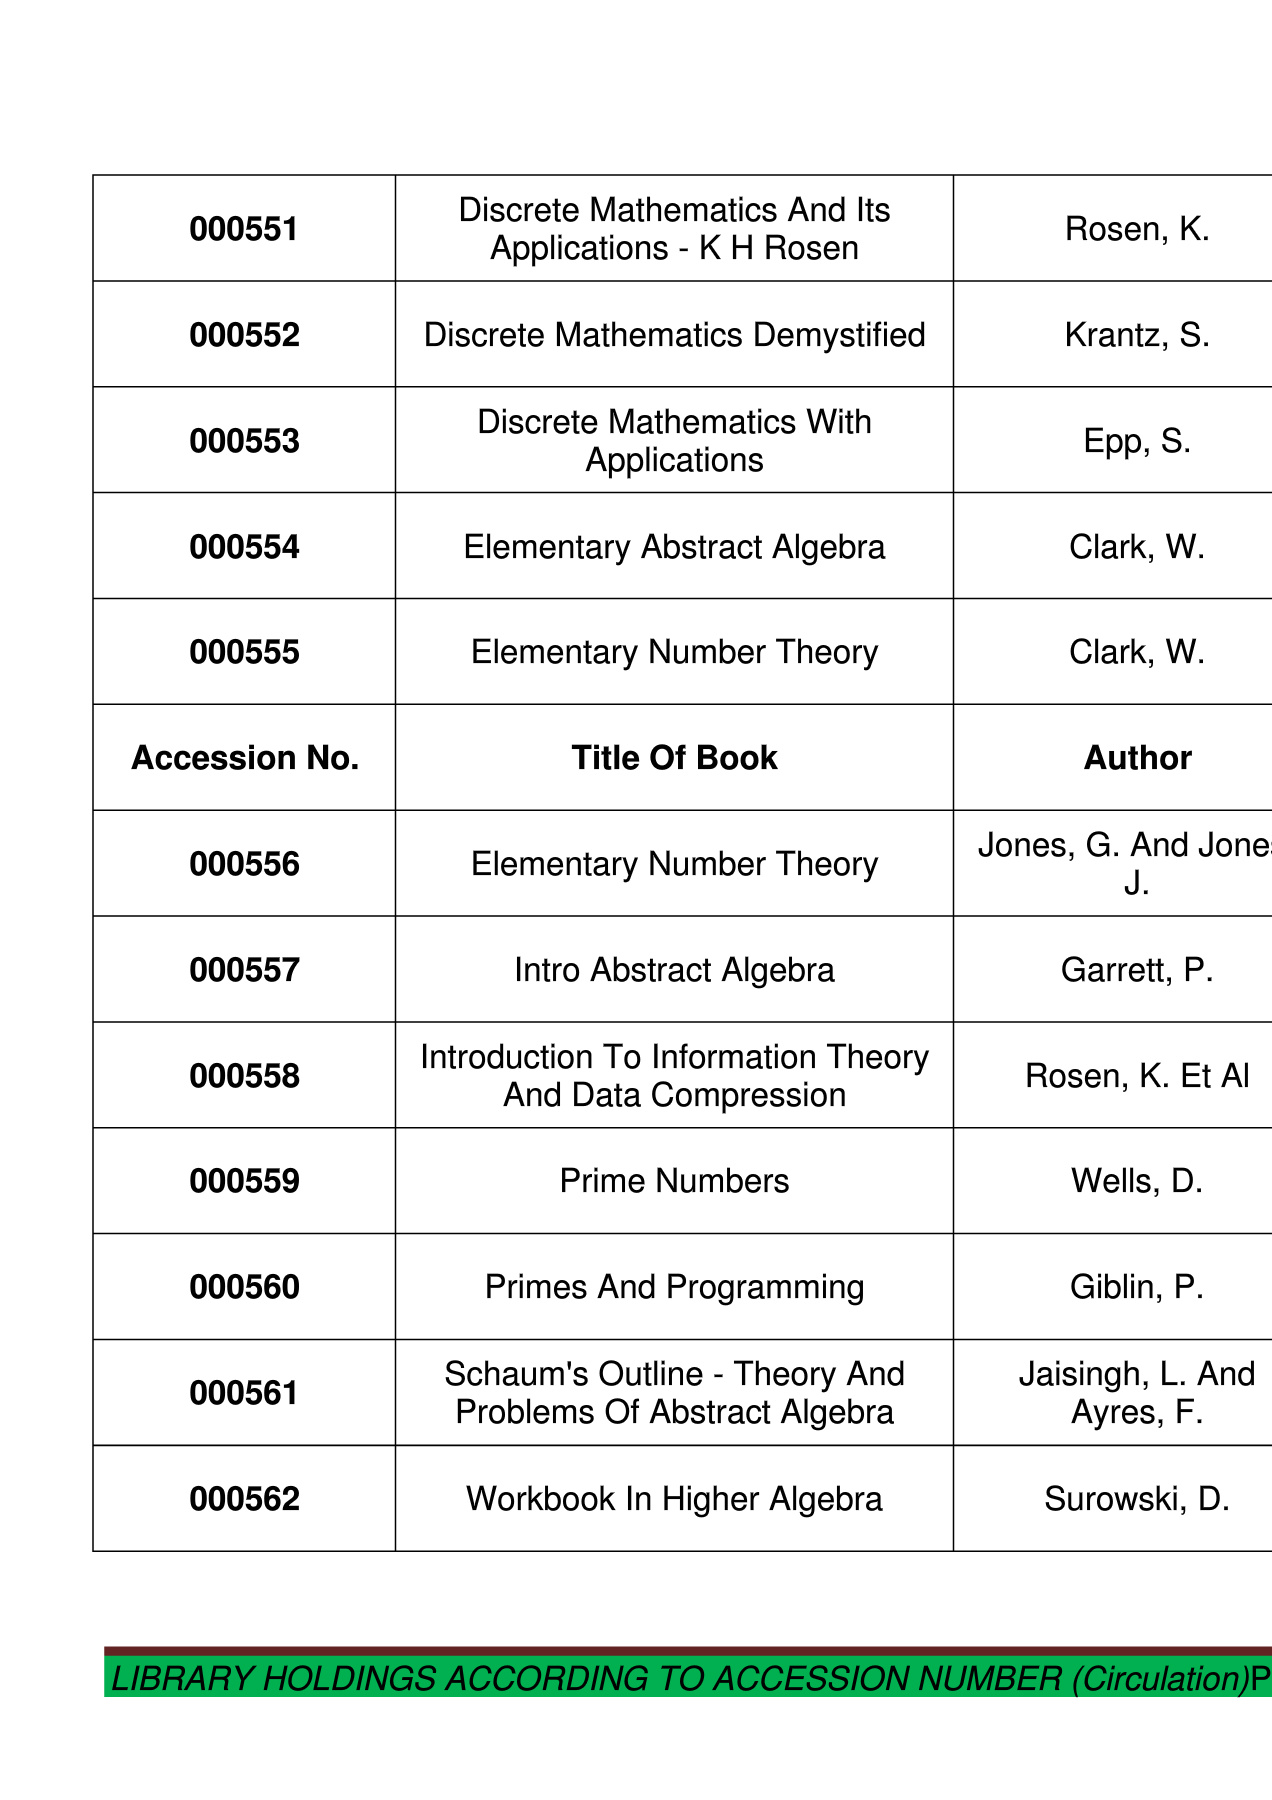 000551
Discrete Mathematics And Its
Applications - K H Rosen
Rosen, K.
000552
Discrete Mathematics Demystified
Krantz, S.
000553
Discrete Mathematics With
Applications
Epp, S.
000554
Elementary Abstract Algebra
Clark, W.
000555
Elementary Number Theory
Clark, W.
Accession No.
Title Of Book
Author
000556
Elementary Number Theory
Jones, G. And Jones
J.
000557
Intro Abstract Algebra
Garrett, P.
000558
Introduction To Information Theory
And Data Compression
Rosen, K. Et Al
000559
Prime Numbers
Wells, D.
000560
Primes And Programming
Giblin, P.
000561
Schaum's Outline - Theory And
Problems Of Abstract Algebra
Jaisingh, L. And
Ayres, F.
000562
Workbook In Higher Algebra
Surowski, D.
LIBRARY HOLDINGS ACCORDING TO ACCESSION NUMBER (Circulation)P